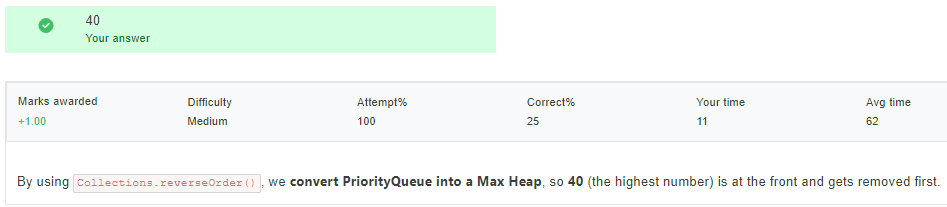 40
Your answer
Marks awarded Difficulty Attempt% Correct% Your time Avg time
+1.00 Medium 100 25 11 62
By using Collections.reverseOrder(), we convert PriorityQueue into a Max Heap, so 40 (the highest number) is at the front and gets removed first.